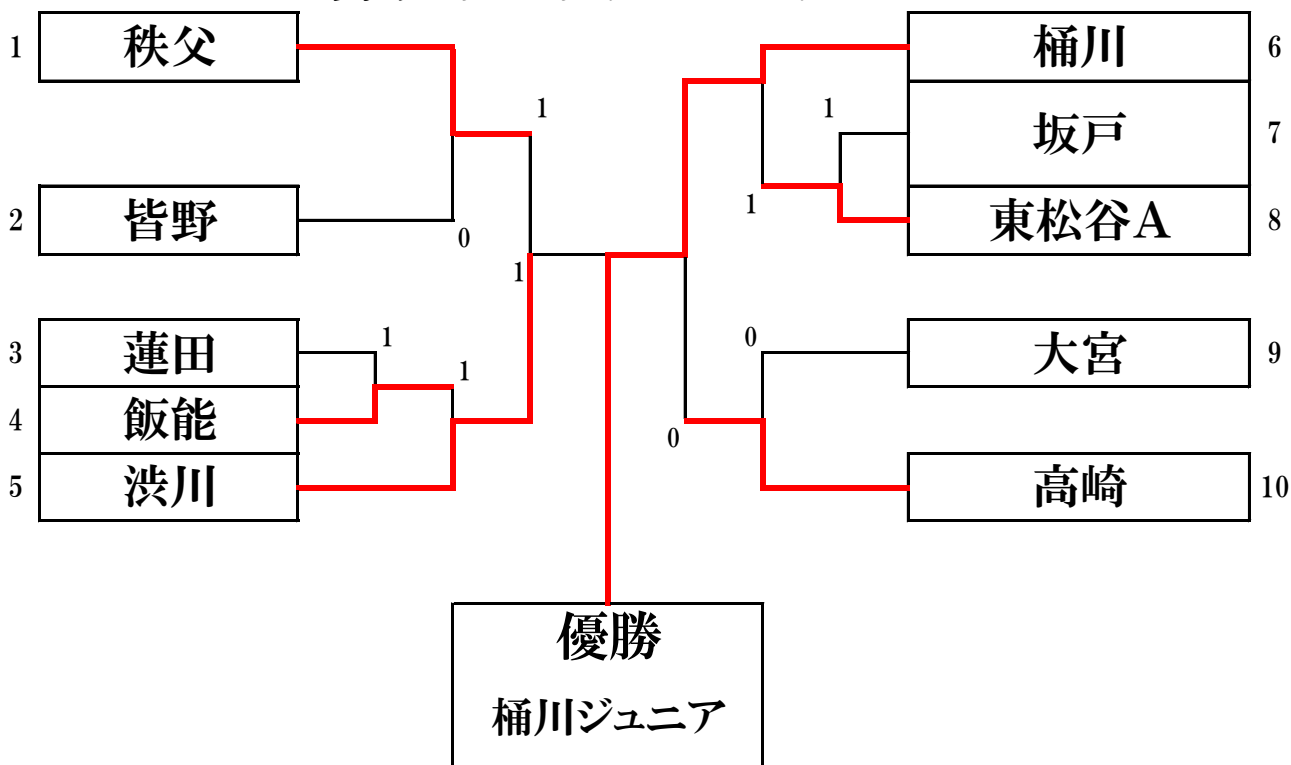 1 秩父
2 皆野
3 蓮田
4 飯能
5 渋川
1
0
1
1
1
桶川 6
坂戸 7
東松谷A 8
大宮 9
高崎 10
1
1
0
0
優勝
桶川ジュニア